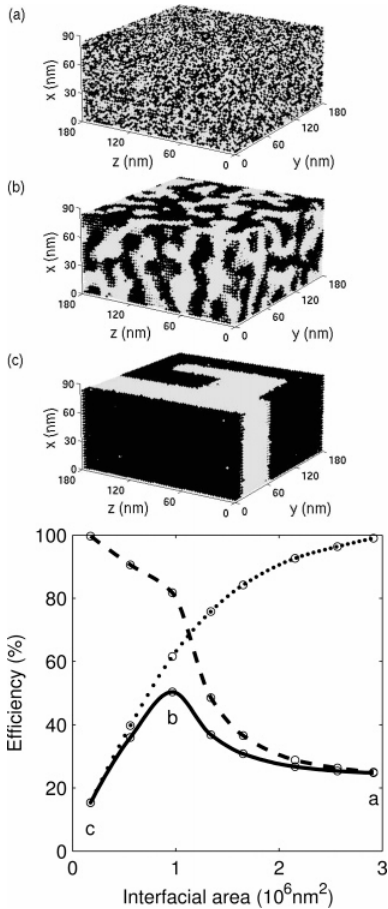 (a)
90
60
30
0
x (nm)
180
120
60
0
z (nm)
0
60
120
180
y (nm)
(b)
90
60
30
0
x (nm)
180
120
60
0
z (nm)
0
60
120
180
y (nm)
(c)
90
60
30
0
x (nm)
180
120
60
0
z (nm)
0
60
120
180
y (nm)
100
80
60
40
20
0
Efficiency (%)
b
a
c
0 1 2 3
Interfacial area (10⁶nm²)